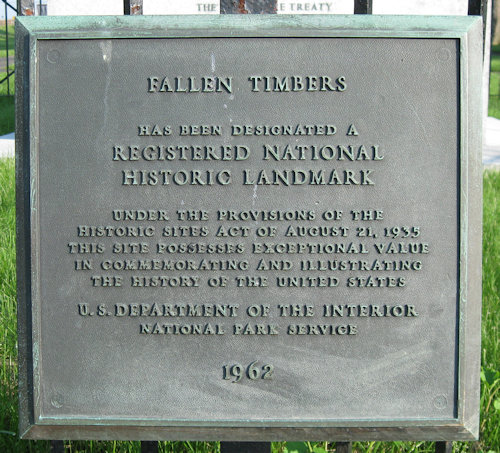 TREATY
FALLEN TIMBERS
HAS BEEN DESIGNATED A
REGISTERED NATIONAL
HISTORIC LANDMARK
UNDER THE PROVISIONS OF THE
HISTORIC SITES ACT OF AUGUST 21, 1935
THIS SITE POSSESSES EXCEPTIONAL VALUE
IN COMMEMORATING AND ILLUSTRATING
THE HISTORY OF THE UNITED STATES
U.S. DEPARTMENT OF THE INTERIOR
NATIONAL PARK SERVICE
1962